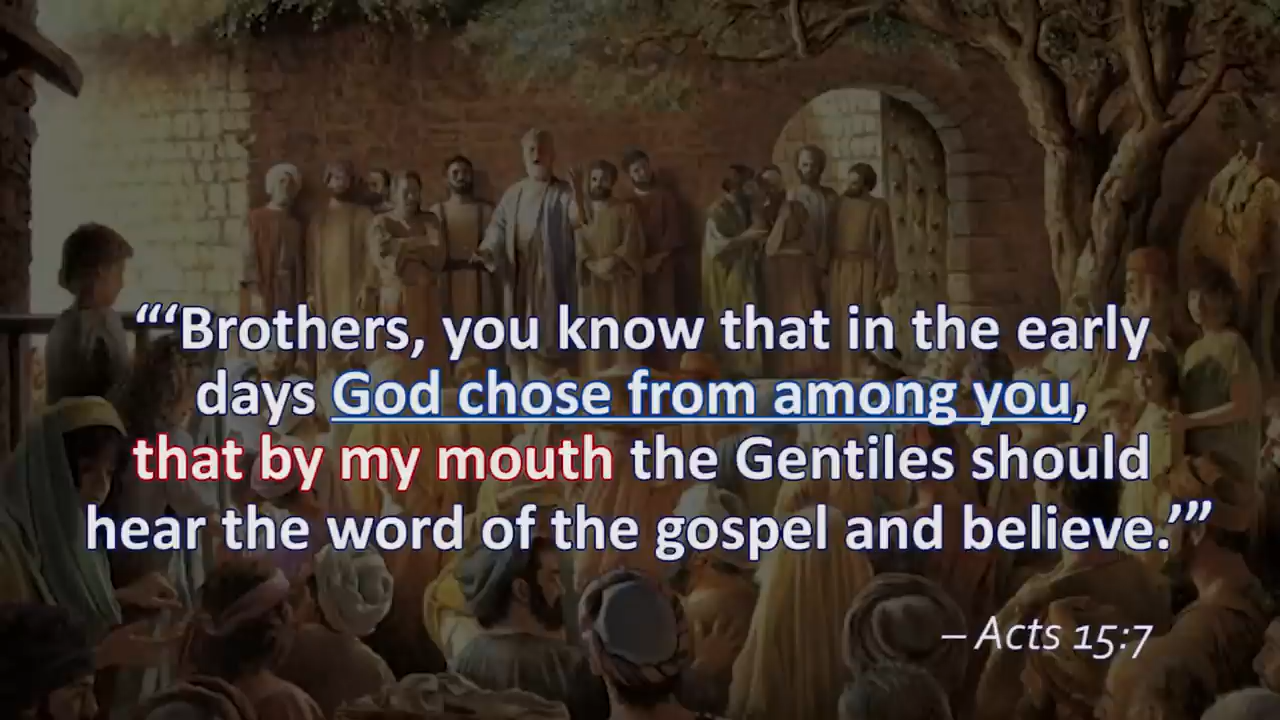 “‘Brothers, you know that in the early
days God chose from among you,
that by my mouth the Gentiles should
hear the word of the gospel and believe.’”
– Acts 15:7